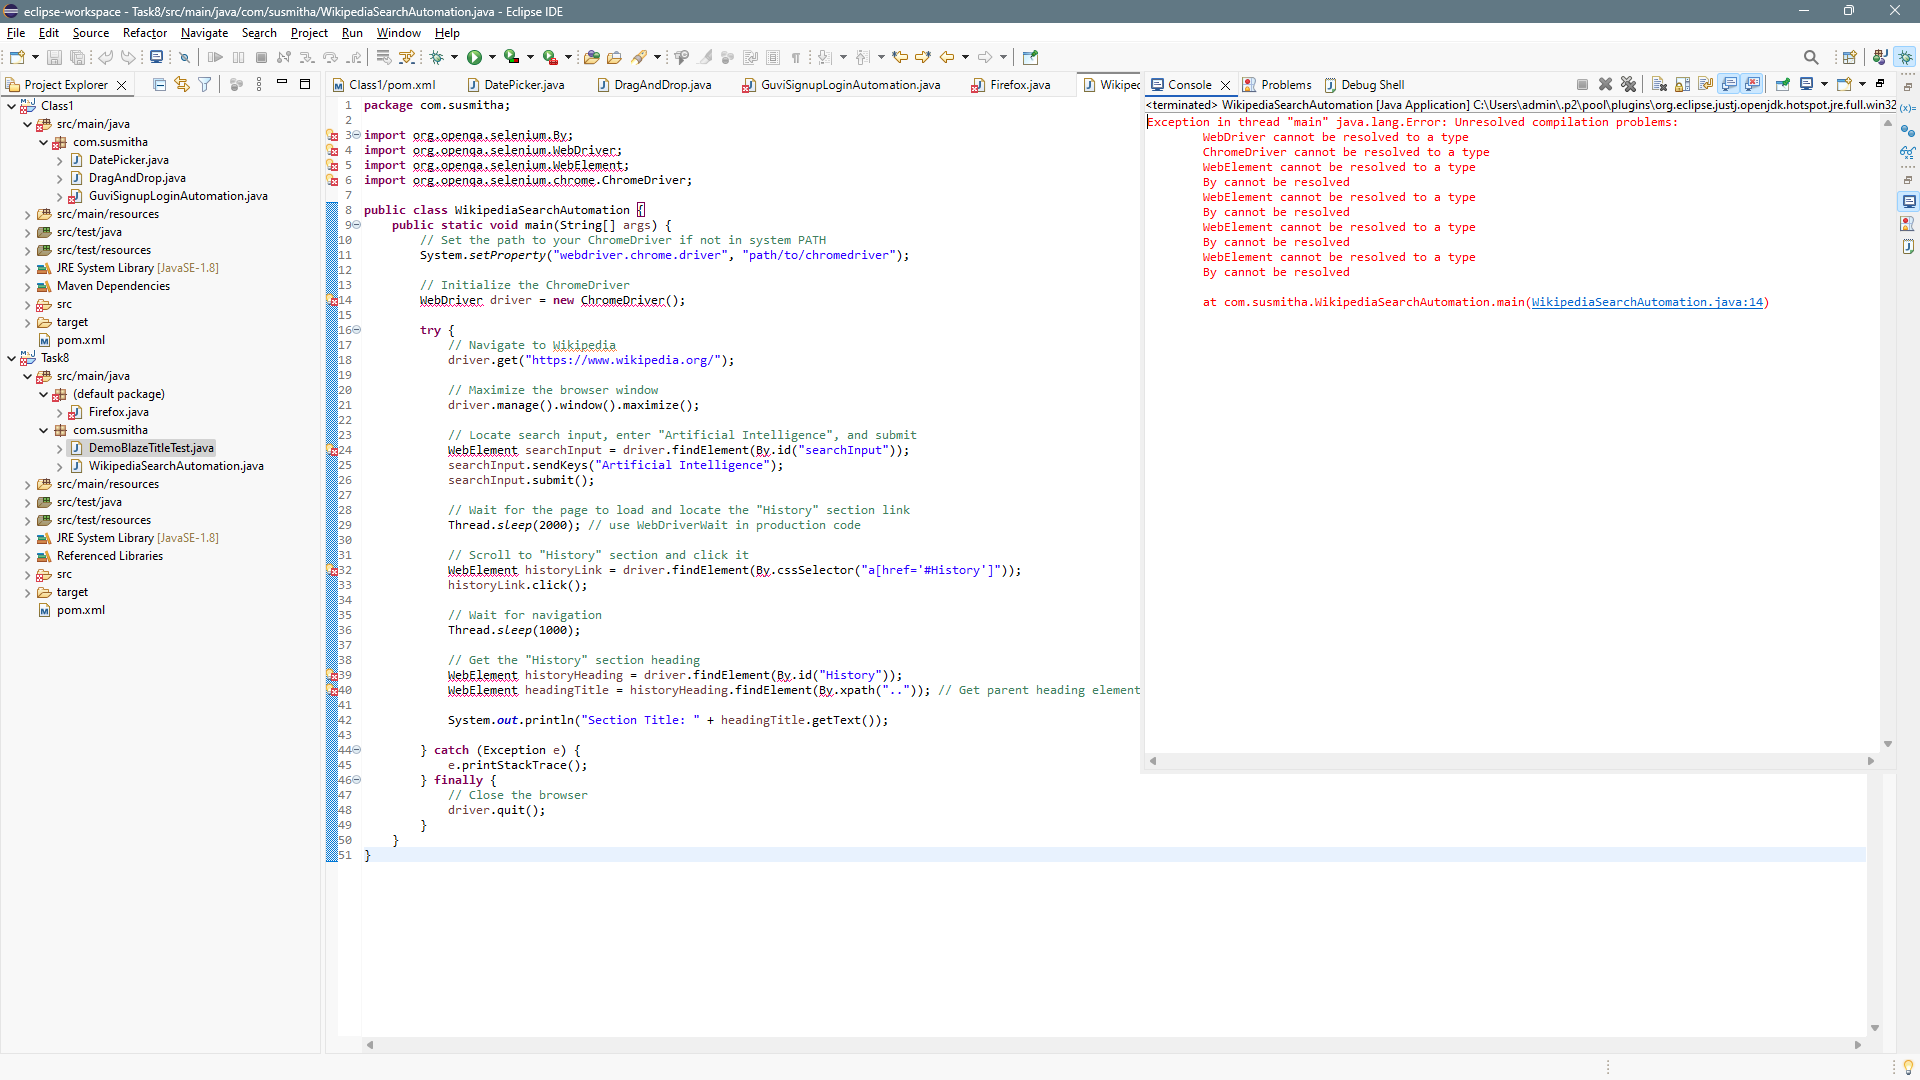 eclipse-workspace - Task8/src/main/java/com/susmitha/WikipediaSearchAutomation.java - Eclipse IDE
File Edit Source Refactor Navigate Search Project Run Window Help
Project Explorer
Class1
src/main/java
com.susmitha
DatePicker.java
DragAndDrop.java
GuviSignupLoginAutomation.java
src/main/resources
src/test/java
src/test/resources
JRE System Library [JavaSE-1.8]
Maven Dependencies
src
target
pom.xml
Task8
src/main/java
(default package)
Firefox.java
com.susmitha
DemoBlazeTitleTest.java
WikipediaSearchAutomation.java
src/main/resources
src/test/java
src/test/resources
JRE System Library [JavaSE-1.8]
Referenced Libraries
src
target
pom.xml
Class1/pom.xml DatePicker.java DragAndDrop.java GuviSignupLoginAutomation.java Firefox.java Wikipec
1 package com.susmitha;
2
3 import org.openqa.selenium.By;
4 import org.openqa.selenium.WebDriver;
5 import org.openqa.selenium.WebElement;
6 import org.openqa.selenium.chrome.ChromeDriver;
7
8 public class WikipediaSearchAutomation {
9 public static void main(String[] args) {
10 // Set the path to your ChromeDriver if not in system PATH
11 System.setProperty("webdriver.chrome.driver", "path/to/chromedriver");
12
13 // Initialize the ChromeDriver
14 WebDriver driver = new ChromeDriver();
15
16 try {
17 // Navigate to Wikipedia
18 driver.get("https://www.wikipedia.org/");
19
20 // Maximize the browser window
21 driver.manage().window().maximize();
22
23 // Locate search input, enter "Artificial Intelligence", and submit
24 WebElement searchInput = driver.findElement(By.id("searchInput"));
25 searchInput.sendKeys("Artificial Intelligence");
26 searchInput.submit();
27
28 // Wait for the page to load and locate the "History" section link
29 Thread.sleep(2000); // use WebDriverWait in production code
30
31 // Scroll to "History" section and click it
32 WebElement historyLink = driver.findElement(By.cssSelector("a[href='#History']"));
33 historyLink.click();
34
35 // Wait for navigation
36 Thread.sleep(1000);
37
38 // Get the "History" section heading
39 WebElement historyHeading = driver.findElement(By.id("History"));
40 WebElement headingTitle = historyHeading.findElement(By.xpath("..")); // Get parent heading element
41
42 System.out.println("Section Title: " + headingTitle.getText());
43
44 } catch (Exception e) {
45 e.printStackTrace();
46 } finally {
47 // Close the browser
48 driver.quit();
49 }
50 }
51 }
Console Problems Debug Shell
<terminated> WikipediaSearchAutomation [Java Application] C:\Users\admin\.p2\pool\plugins\org.eclipse.justj.openjdk.hotspot.jre.full.win32
Exception in thread "main" java.lang.Error: Unresolved compilation problems:
WebDriver cannot be resolved to a type
ChromeDriver cannot be resolved to a type
WebElement cannot be resolved to a type
By cannot be resolved
WebElement cannot be resolved to a type
By cannot be resolved
WebElement cannot be resolved to a type
By cannot be resolved
WebElement cannot be resolved to a type
By cannot be resolved
at com.susmitha.WikipediaSearchAutomation.main(WikipediaSearchAutomation.java:14)